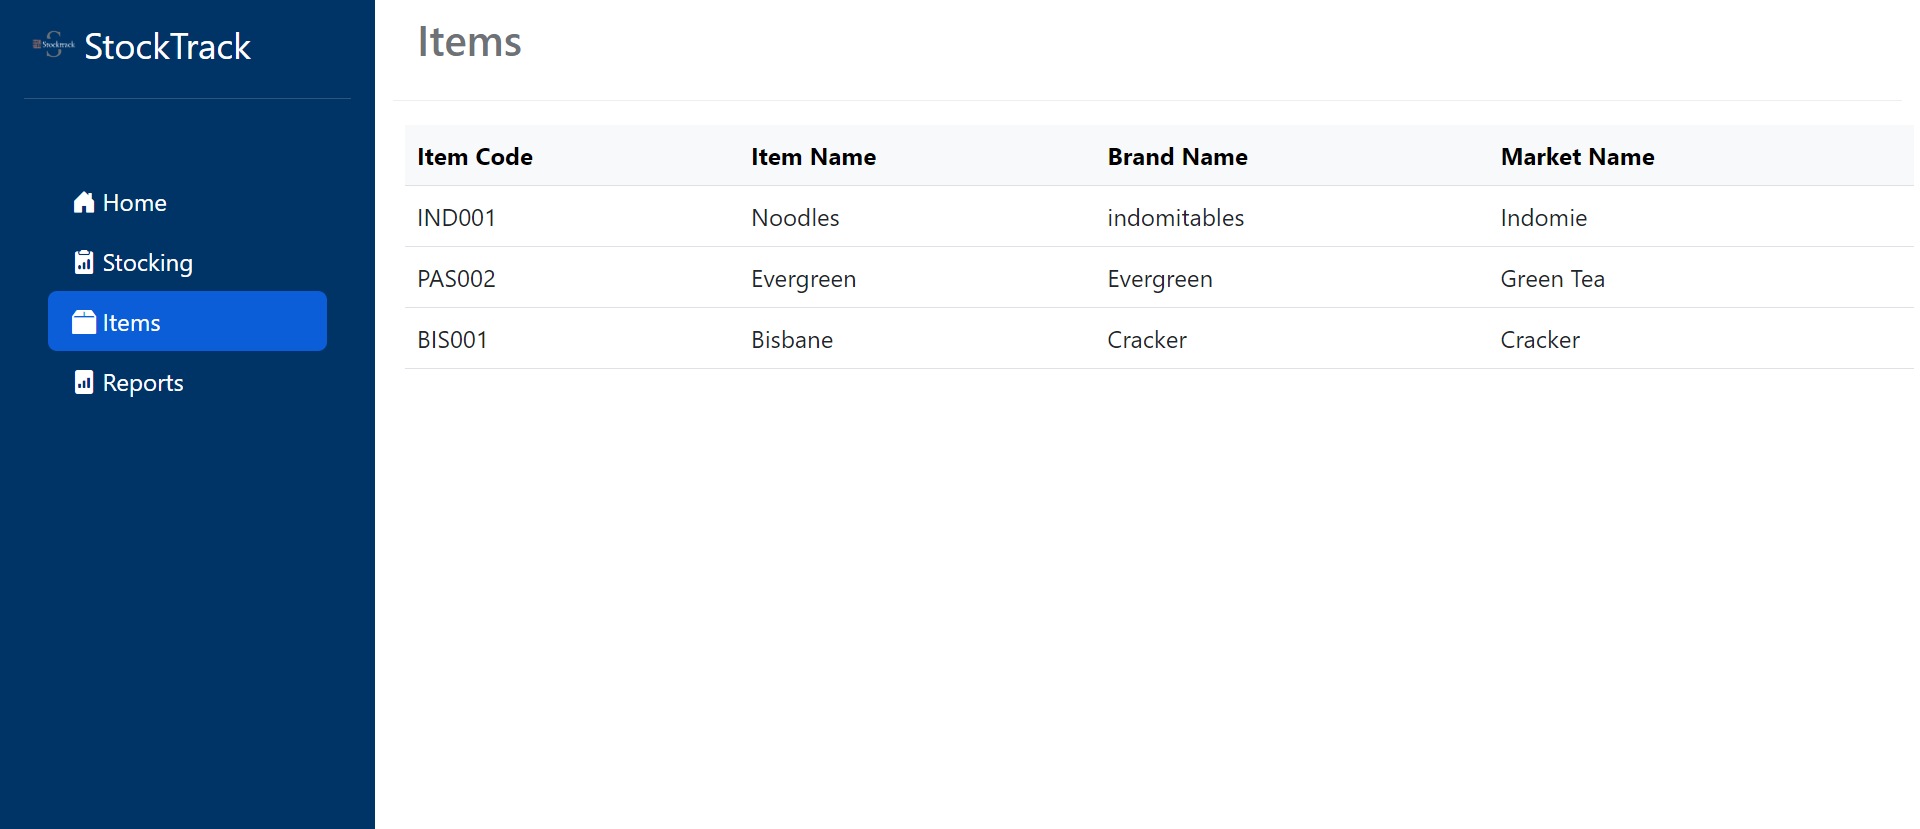 Stocktrack StockTrack
Home
Stocking
Items
Reports
Items
Item Code Item Name Brand Name Market Name
IND001 Noodles indomitables Indomie
PAS002 Evergreen Evergreen Green Tea
BIS001 Bisbane Cracker Cracker